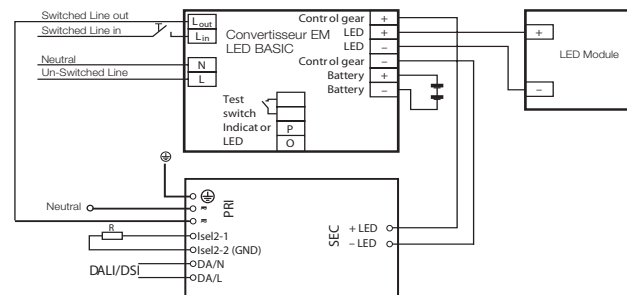 Switched Line out
Switched Line in
Neutral
Un-Switched Line
Lout
Lin
N
L
Convertisseur EM
LED BASIC
Control gear +
LED +
LED –
Control gear –
Battery +
Battery –
Test
switch
Indicator
LED
P
O
+
–
LED Module
Neutral
PRI
≂
≂
R
Isel2-1
Isel2-2 (GND)
DALI/DSI
DA/N
DA/L
SEC
+ LED
– LED